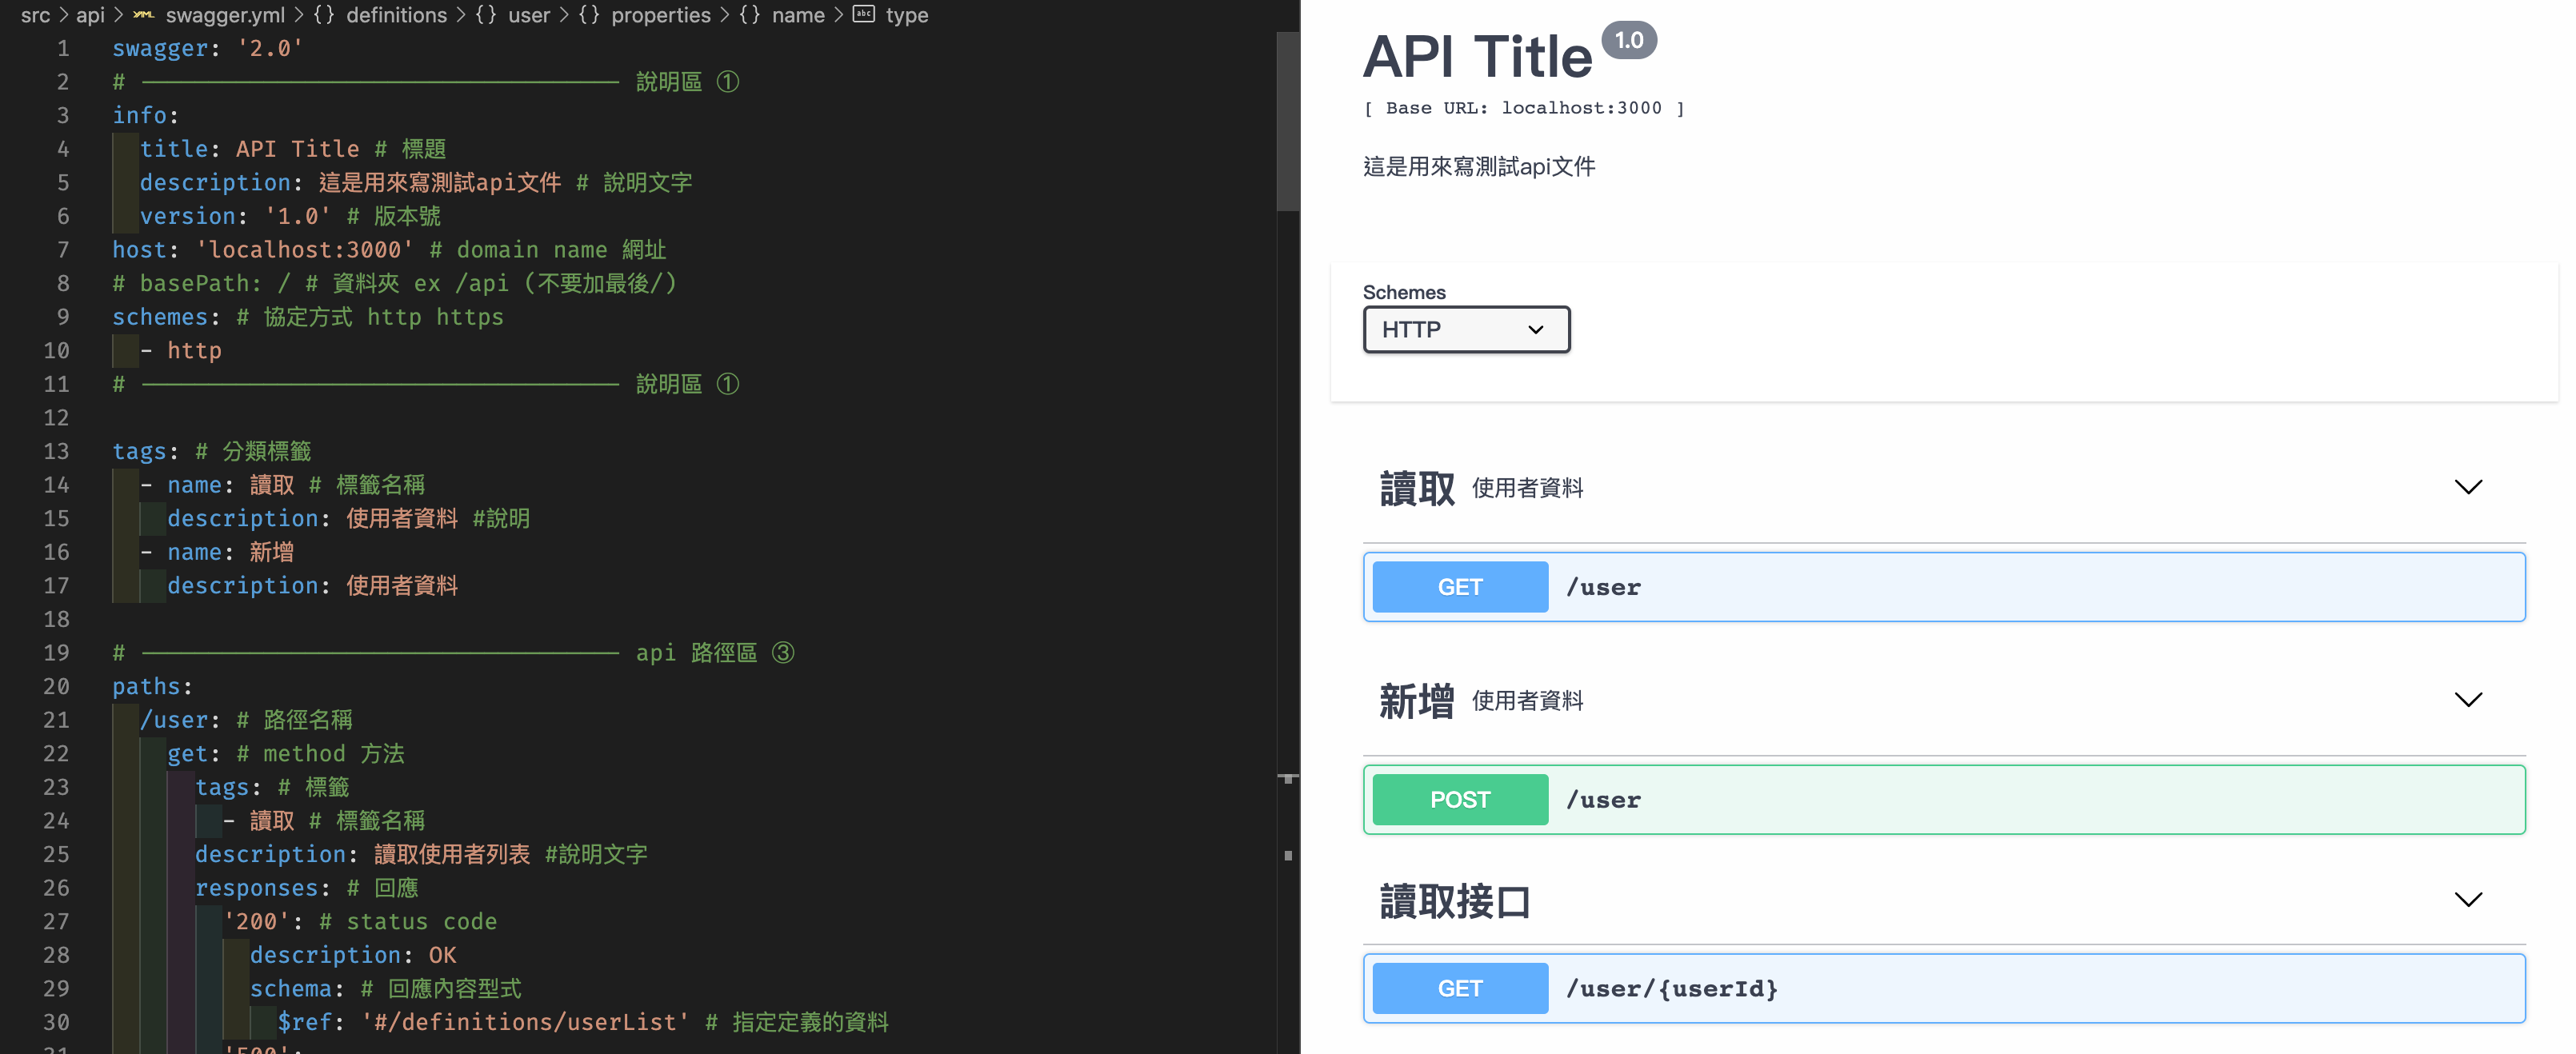 src > api > swagger.yml > {} definitions > {} user > {} properties > {} name > abc type
1 swagger: '2.0'
2 # ——————————————————————————— 說明區 ①
3 info:
4 title: API Title # 標題
5 description: 這是用來寫測試api文件 # 說明文字
6 version: '1.0' # 版本號
7 host: 'localhost:3000' # domain name 網址
8 # basePath: / # 資料夾 ex /api (不要加最後/)
9 schemes: # 協定方式 http https
10 - http
11 # ——————————————————————————— 說明區 ①
12
13 tags: # 分類標籤
14 - name: 讀取 # 標籤名稱
15 description: 使用者資料 #說明
16 - name: 新增
17 description: 使用者資料
18
19 # ——————————————————————————— api 路徑區 ③
20 paths:
21 /user: # 路徑名稱
22 get: # method 方法
23 tags: # 標籤
24 - 讀取 # 標籤名稱
25 description: 讀取使用者列表 #說明文字
26 responses: # 回應
27 '200': # status code
28 description: OK
29 schema: # 回應內容型式
30 $ref: '#/definitions/userList' # 指定定義的資料
31 '500':
API Title 1.0
[ Base URL: localhost:3000 ]
這是用來寫測試api文件
Schemes
HTTP
讀取 使用者資料
GET /user
新增 使用者資料
POST /user
讀取接口
GET /user/{userId}